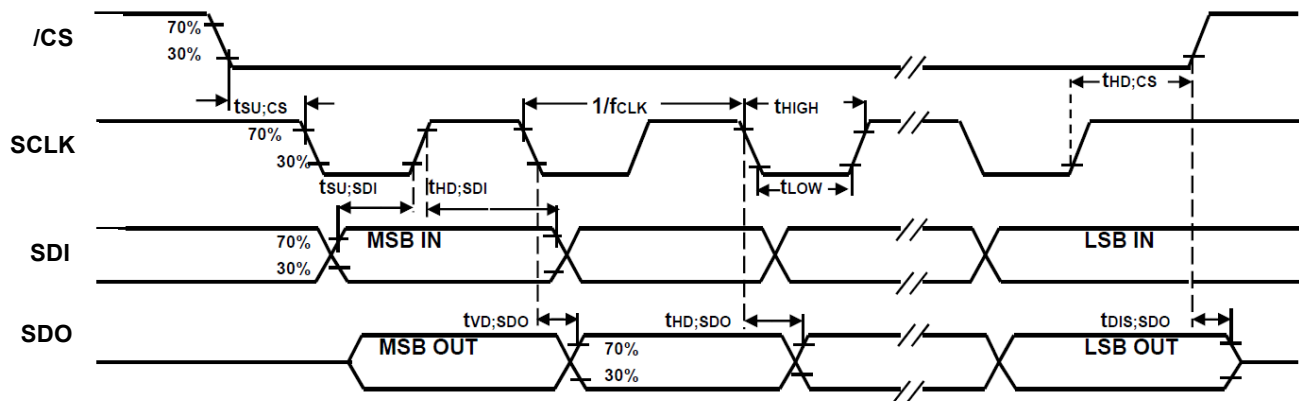 /CS
70%
30%
tSU;CS
1/fCLK
tHIGH
tHD;CS
SCLK
70%
30%
tSU;SDI
tHD;SDI
tLOW
SDI
70%
30%
MSB IN
LSB IN
SDO
tVD;SDO
tHD;SDO
tDIS;SDO
MSB OUT
70%
30%
LSB OUT